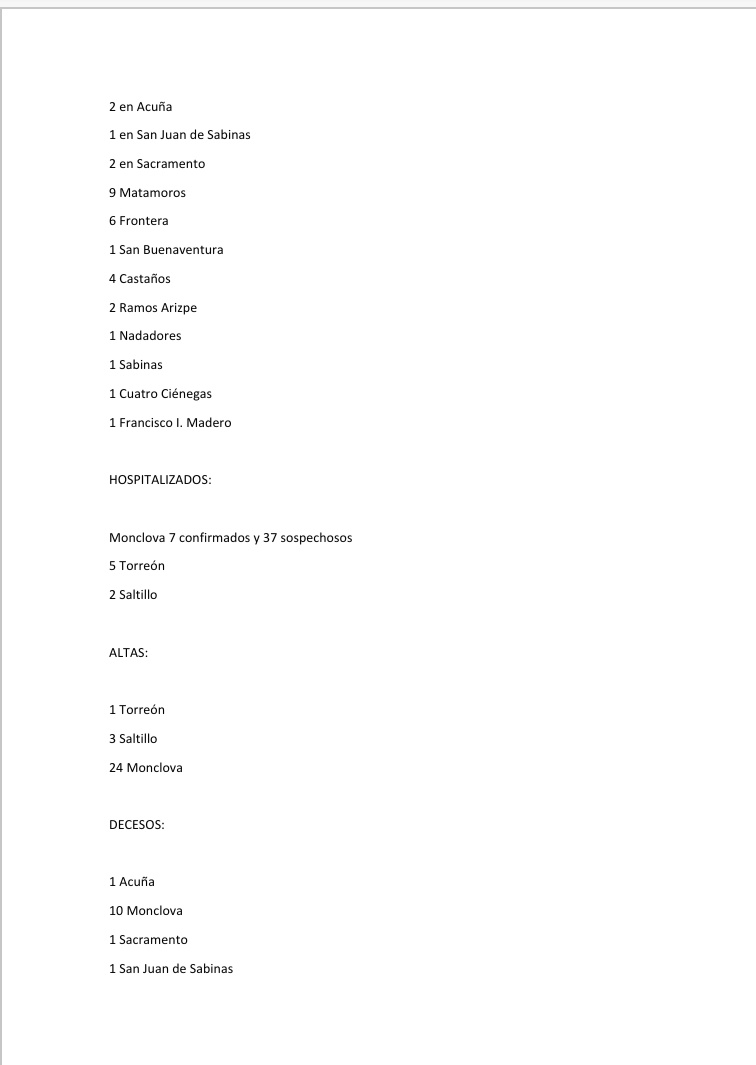 2 en Acuña
1 en San Juan de Sabinas
2 en Sacramento
9 Matamoros
6 Frontera
1 San Buenaventura
4 Castaños
2 Ramos Arizpe
1 Nadadores
1 Sabinas
1 Cuatro Ciénegas
1 Francisco I. Madero
HOSPITALIZADOS:
Monclova 7 confirmados y 37 sospechosos
5 Torreón
2 Saltillo
ALTAS:
1 Torreón
3 Saltillo
24 Monclova
DECESOS:
1 Acuña
10 Monclova
1 Sacramento
1 San Juan de Sabinas